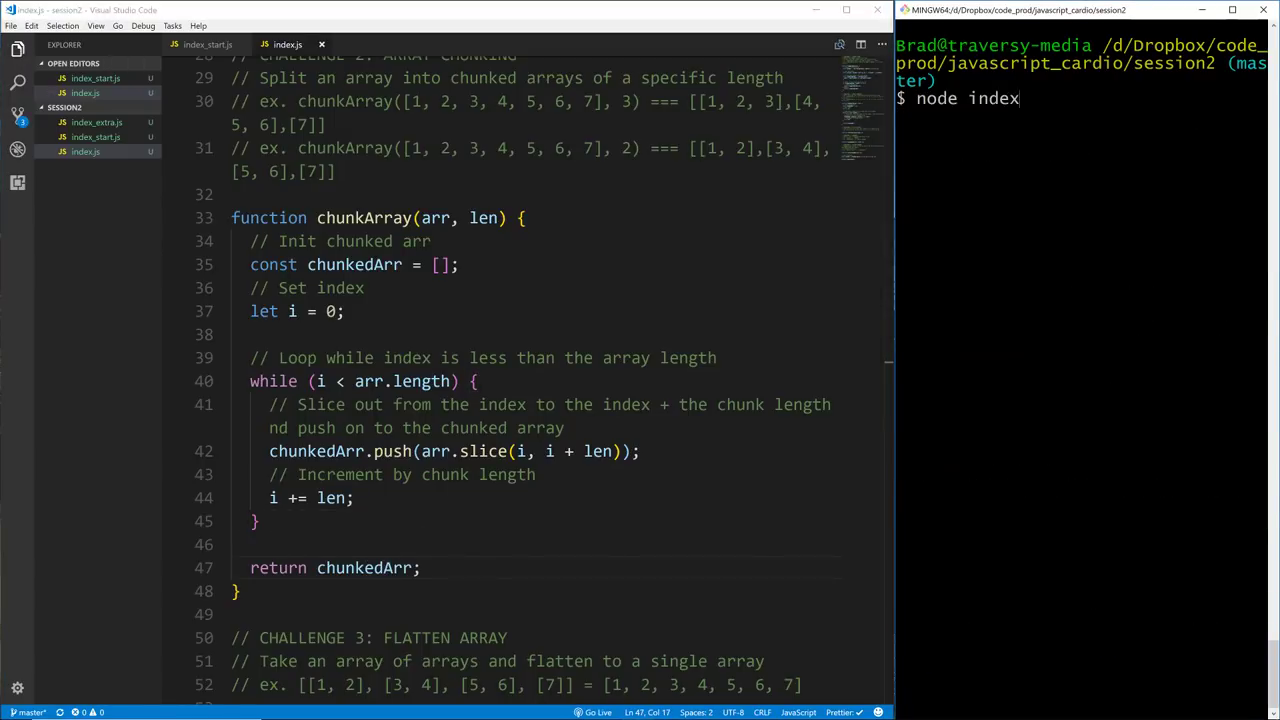 index.js - session2 - Visual Studio Code
File Edit Selection View Go Debug Tasks Help
EXPLORER
OPEN EDITORS
index_start.js U
index.js U
SESSION2
index_extra.js U
index_start.js U
index.js U
3
index_start.js
index.js
28 // CHALLENGE 2: ARRAY CHUNKING
29 // Split an array into chunked arrays of a specific length
30 // ex. chunkArray([1, 2, 3, 4, 5, 6, 7], 3) === [[1, 2, 3],[4,
5, 6],[7]]
31 // ex. chunkArray([1, 2, 3, 4, 5, 6, 7], 2) === [[1, 2],[3, 4],
[5, 6],[7]]
32
33 function chunkArray(arr, len) {
34 // Init chunked arr
35 const chunkedArr = [];
36 // Set index
37 let i = 0;
38
39 // Loop while index is less than the array length
40 while (i < arr.length) {
41 // Slice out from the index to the index + the chunk length
nd push on to the chunked array
42 chunkedArr.push(arr.slice(i, i + len));
43 // Increment by chunk length
44 i += len;
45 }
46
47 return chunkedArr;
48 }
49
50 // CHALLENGE 3: FLATTEN ARRAY
51 // Take an array of arrays and flatten to a single array
52 // ex. [[1, 2], [3, 4], [5, 6], [7]] = [1, 2, 3, 4, 5, 6, 7]
master* 0 0 Go Live Ln 47, Col 17 Spaces: 2 UTF-8 CRLF JavaScript Prettier: ✓
MINGW64:/d/Dropbox/code_prod/javascript_cardio/session2
Brad@traversy-media /d/Dropbox/code_
prod/javascript_cardio/session2 (mas
ter)
$ node index